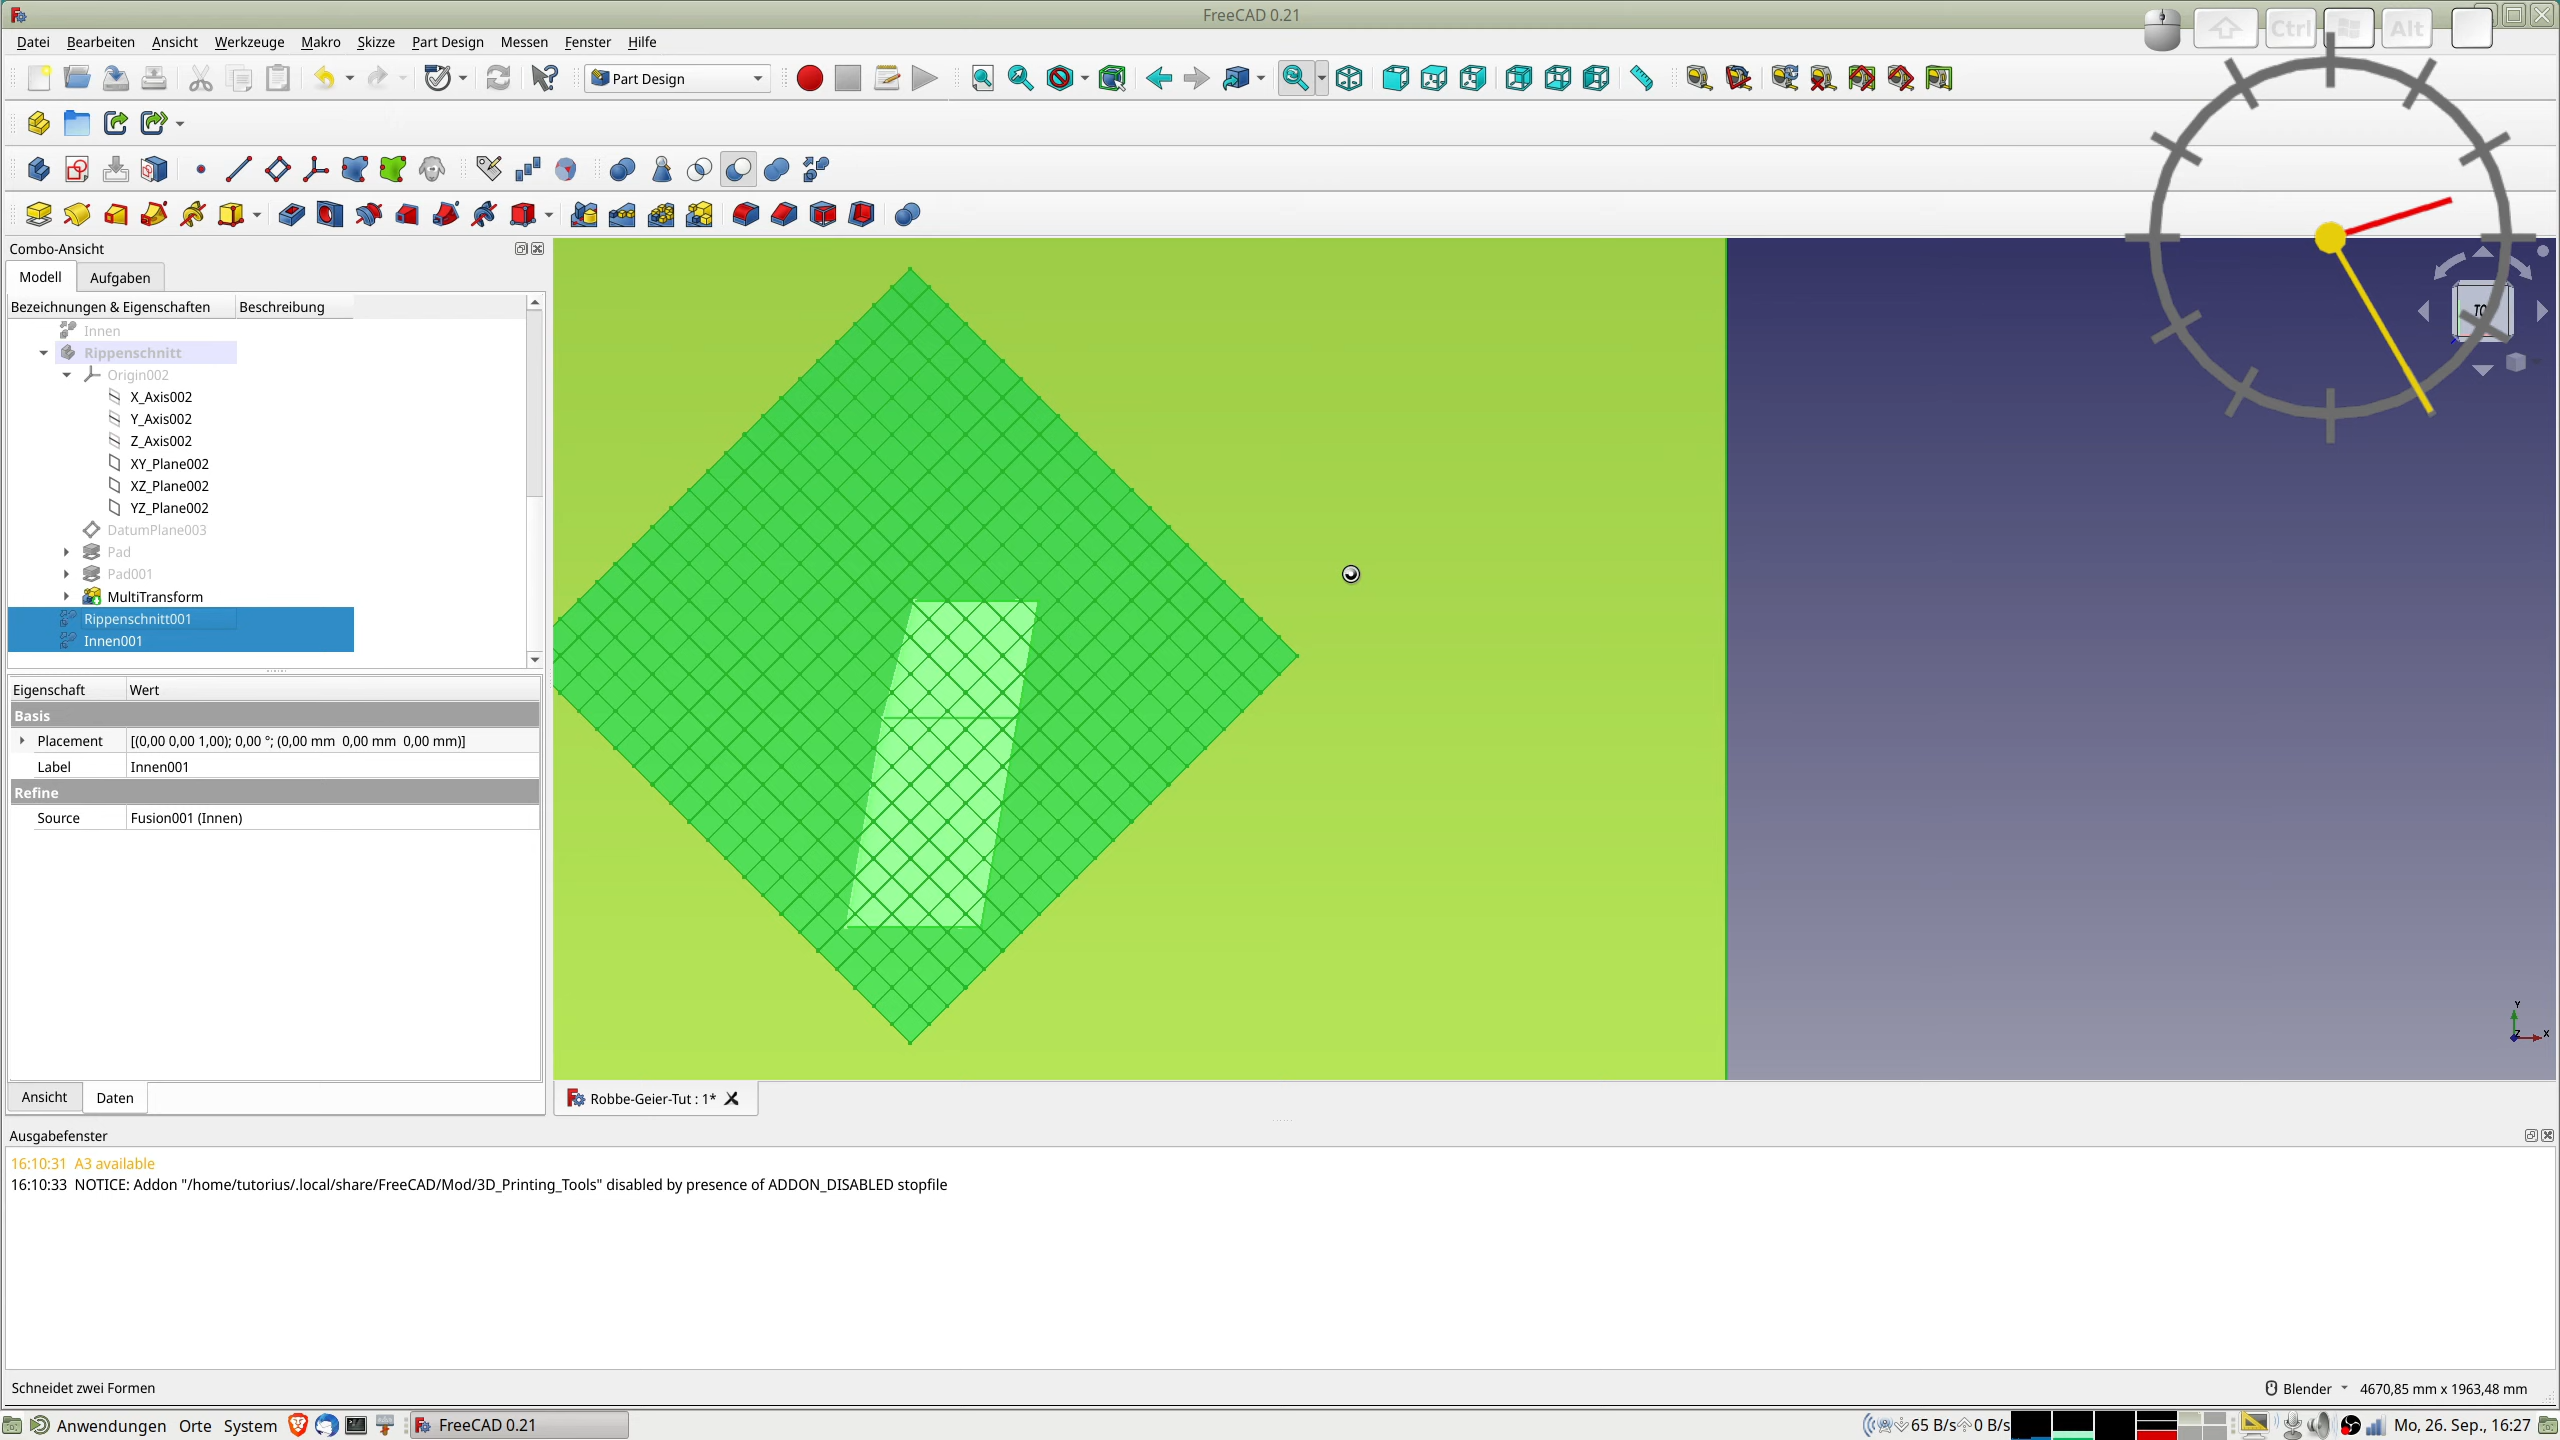 FreeCAD 0.21
Datei Bearbeiten Ansicht Werkzeuge Makro Skizze Part Design Messen Fenster Hilfe
Ctrl Alt
Part Design
Combo-Ansicht
Modell Aufgaben
Bezeichnungen & Eigenschaften Beschreibung
Innen
Rippenschnitt
Origin002
X_Axis002
Y_Axis002
Z_Axis002
XY_Plane002
XZ_Plane002
YZ_Plane002
DatumPlane003
Pad
Pad001
MultiTransform
Rippenschnitt001
Innen001
Eigenschaft Wert
Basis
Placement [(0,00 0,00 1,00); 0,00 °; (0,00 mm 0,00 mm 0,00 mm)]
Label Innen001
Refine
Source Fusion001 (Innen)
Y
Z X
Ansicht Daten
Robbe-Geier-Tut : 1*
Ausgabefenster
16:10:31 A3 available
16:10:33 NOTICE: Addon "/home/tutorius/.local/share/FreeCAD/Mod/3D_Printing_Tools" disabled by presence of ADDON_DISABLED stopfile
Schneidet zwei Formen
Blender 4670,85 mm x 1963,48 mm
Anwendungen Orte System FreeCAD 0.21 65 B/s 0 B/s Mo, 26. Sep., 16:27